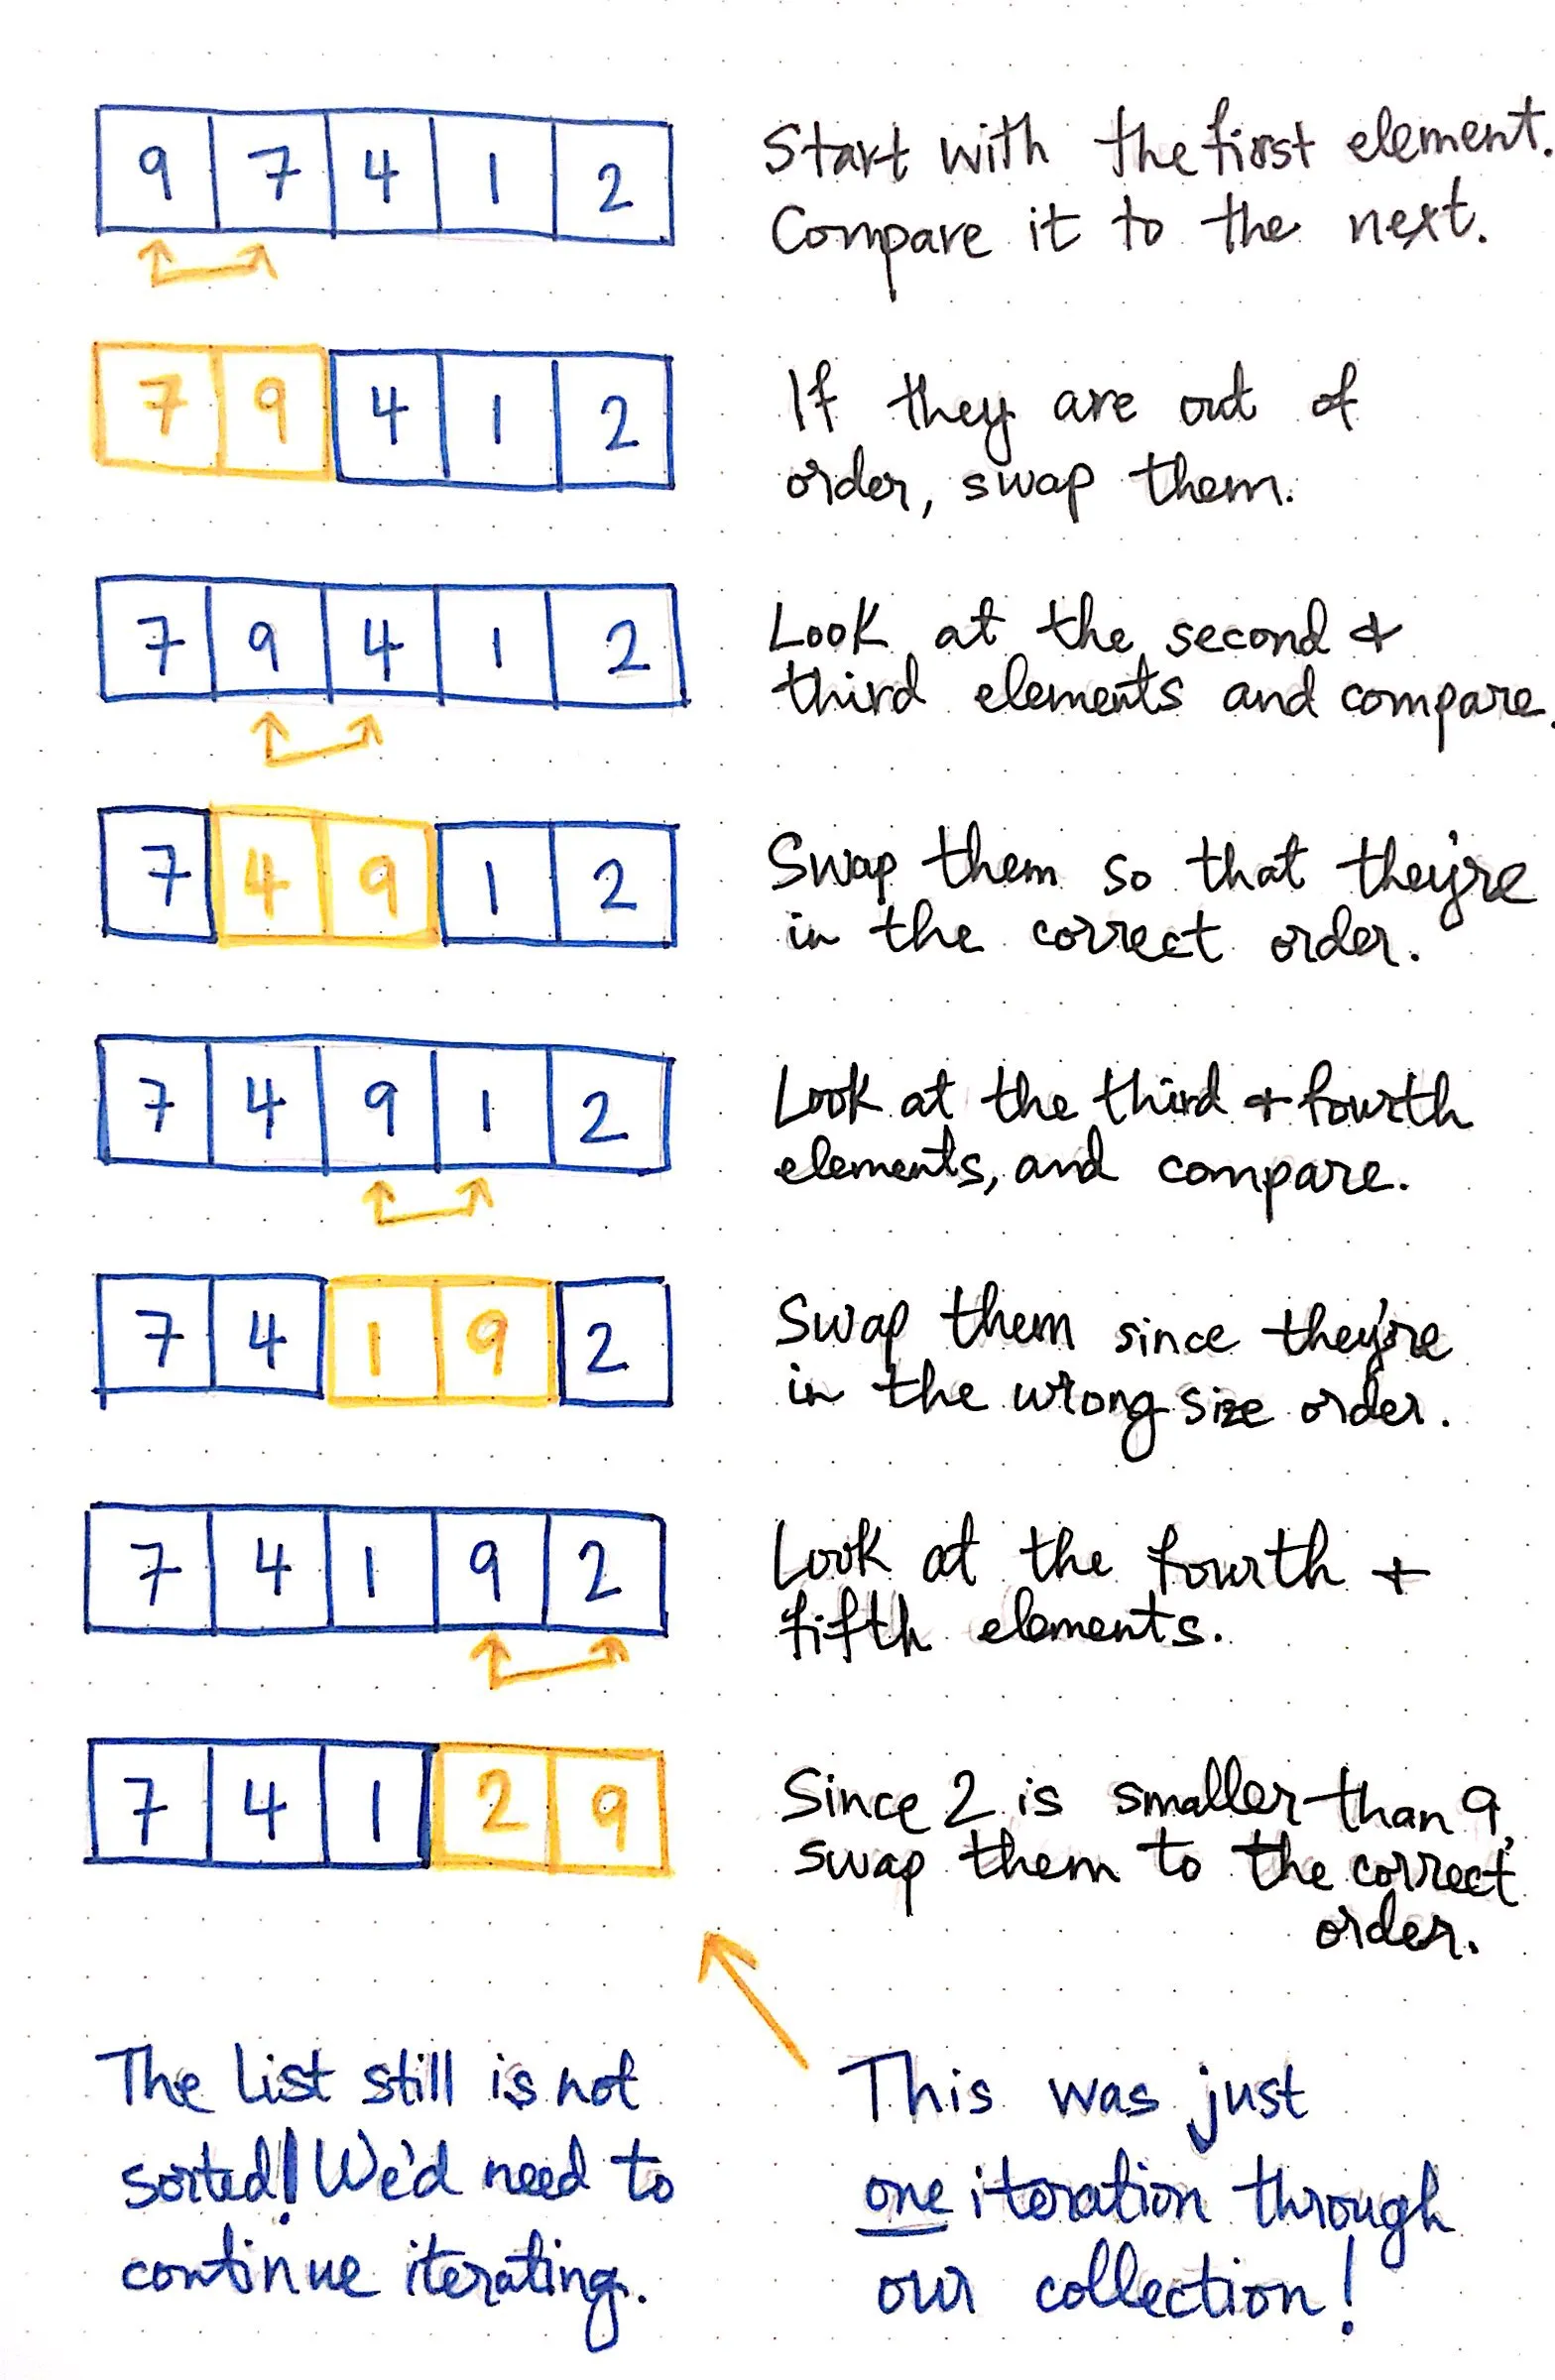 9 7 4 1 2
Start with the first element.
Compare it to the next.
7 9 4 1 2
If they are out of
order, swap them.
7 9 4 1 2
Look at the second &
third elements and compare.
7 4 9 1 2
Swap them so that they're
in the correct order.
7 4 9 1 2
Look at the third & fourth
elements, and compare.
7 4 1 9 2
Swap them since they're
in the wrong size order.
7 4 1 9 2
Look at the fourth &
fifth elements.
7 4 1 2 9
Since 2 is smaller than 9,
swap them to the correct
order.
The list still is not
sorted! We'd need to
continue iterating.
This was just
one iteration through
our collection!